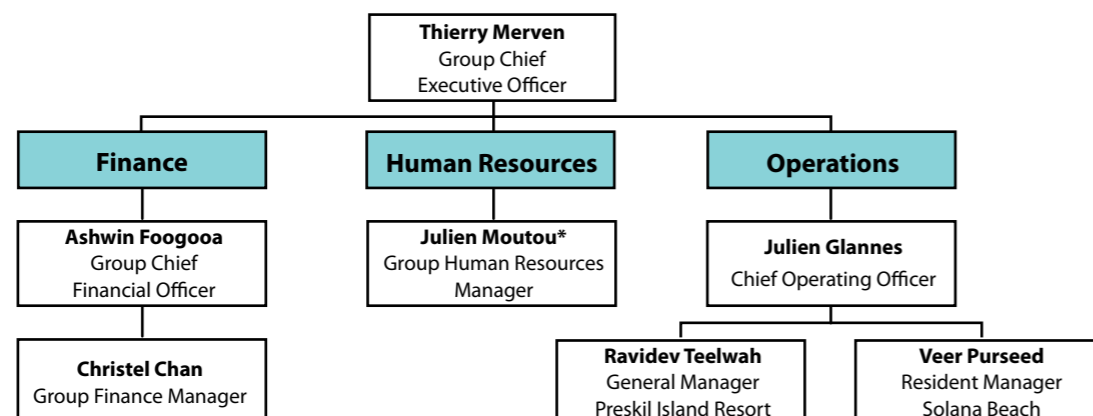 Thierry Merven
Group Chief
Executive Officer
Finance
Human Resources
Operations
Ashwin Foogooa
Group Chief
Financial Officer
Julien Moutou*
Group Human Resources
Manager
Julien Glannes
Chief Operating Officer
Christel Chan
Group Finance Manager
Ravidev Teelwah
General Manager
Preskil Island Resort
Veer Purseed
Resident Manager
Solana Beach